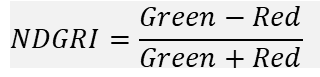 NDGRI = Green − Red
Green + Red